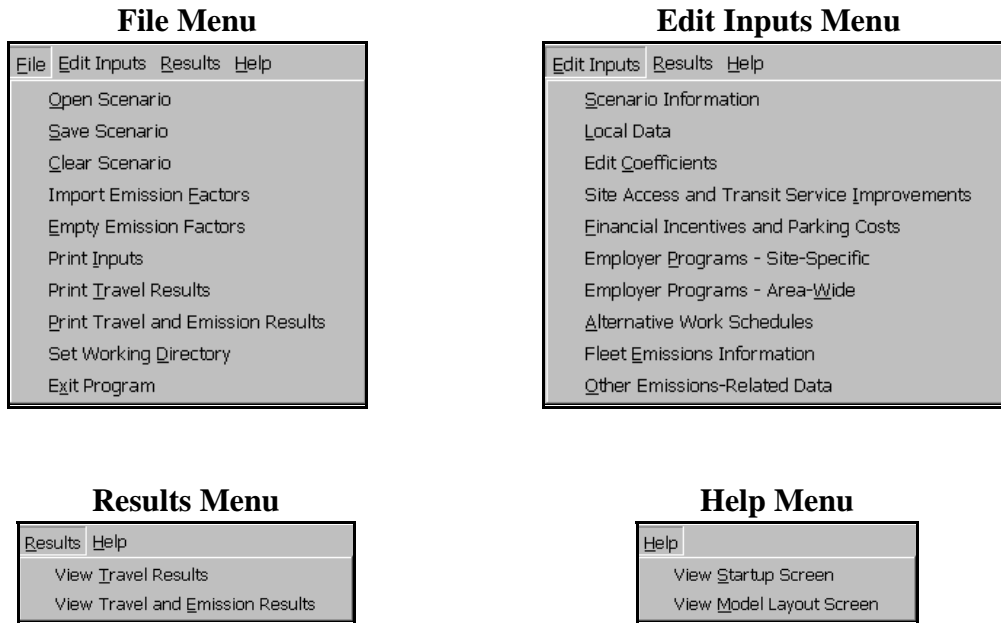 File Menu
File Edit Inputs Results Help
Open Scenario
Save Scenario
Clear Scenario
Import Emission Factors
Empty Emission Factors
Print Inputs
Print Travel Results
Print Travel and Emission Results
Set Working Directory
Exit Program
Edit Inputs Menu
Edit Inputs Results Help
Scenario Information
Local Data
Edit Coefficients
Site Access and Transit Service Improvements
Financial Incentives and Parking Costs
Employer Programs - Site-Specific
Employer Programs - Area-Wide
Alternative Work Schedules
Fleet Emissions Information
Other Emissions-Related Data
Results Menu
Results Help
View Travel Results
View Travel and Emission Results
Help Menu
Help
View Startup Screen
View Model Layout Screen